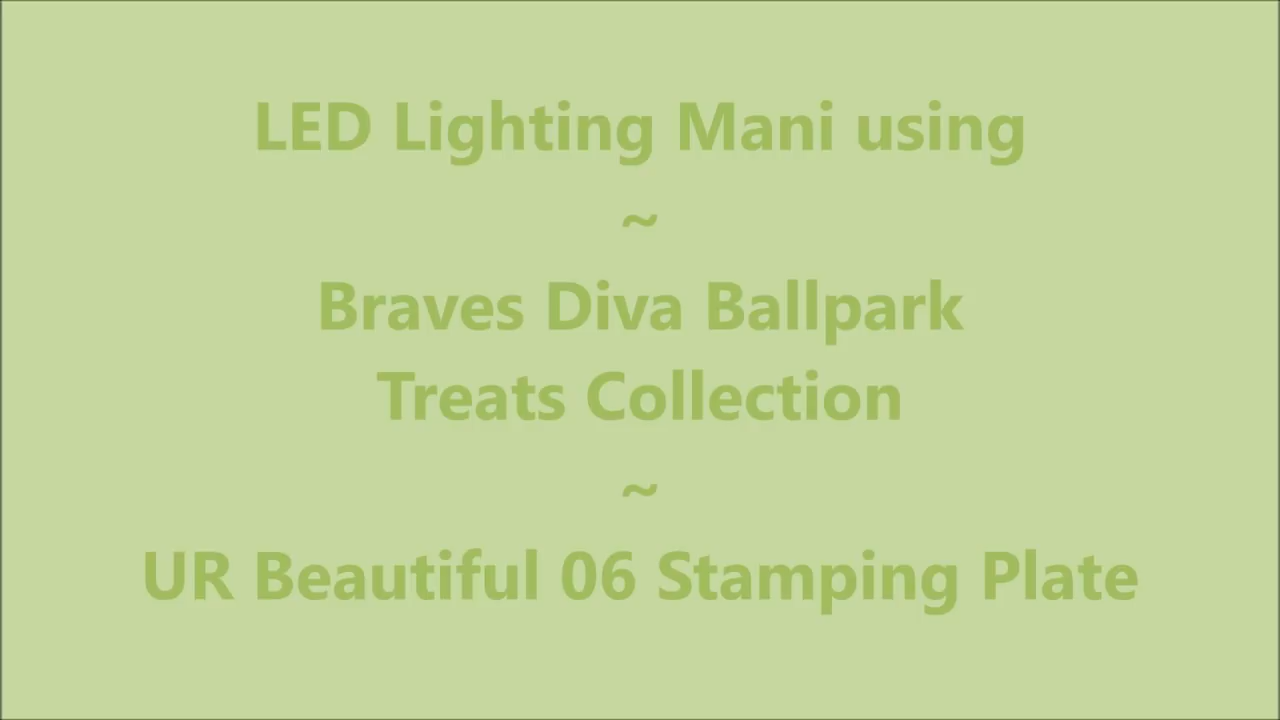 LED Lighting Mani using
~
Braves Diva Ballpark
Treats Collection
~
UR Beautiful 06 Stamping Plate